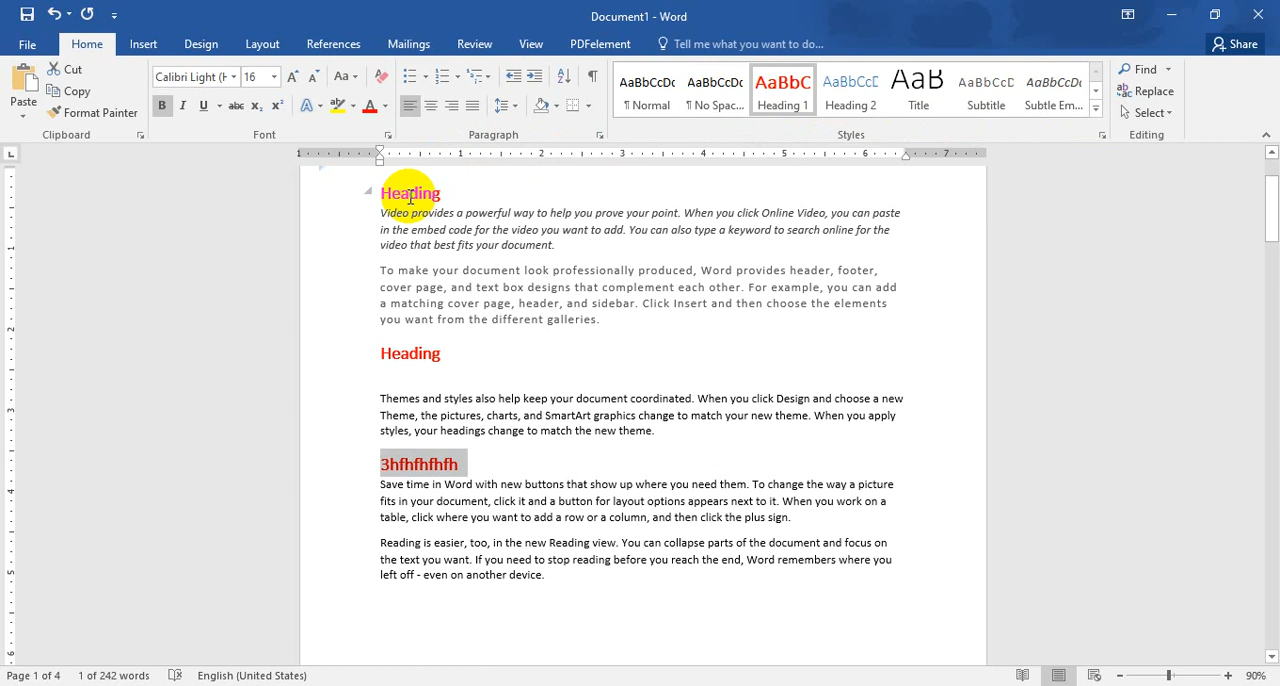 Document1 - Word
File Home Insert Design Layout References Mailings Review View PDFelement Tell me what you want to do... Share
Paste Cut Copy Format Painter
Calibri Light (H 16 Aa
B I U abc x₂ x² A A
AaBbCcDc AaBbCcDc AaBbC AaBbCcD AaB AaBbCcD AaBbCcDc
¶ Normal ¶ No Spac... Heading 1 Heading 2 Title Subtitle Subtle Em...
Find
Replace
Select
Clipboard Font Paragraph Styles Editing
1 1 2 3 4 5 6 7
Heading
Video provides a powerful way to help you prove your point. When you click Online Video, you can paste
in the embed code for the video you want to add. You can also type a keyword to search online for the
video that best fits your document.
To make your document look professionally produced, Word provides header, footer,
cover page, and text box designs that complement each other. For example, you can add
a matching cover page, header, and sidebar. Click Insert and then choose the elements
you want from the different galleries.
Heading
Themes and styles also help keep your document coordinated. When you click Design and choose a new
Theme, the pictures, charts, and SmartArt graphics change to match your new theme. When you apply
styles, your headings change to match the new theme.
3hfhfhfhfh
Save time in Word with new buttons that show up where you need them. To change the way a picture
fits in your document, click it and a button for layout options appears next to it. When you work on a
table, click where you want to add a row or a column, and then click the plus sign.
Reading is easier, too, in the new Reading view. You can collapse parts of the document and focus on
the text you want. If you need to stop reading before you reach the end, Word remembers where you
left off - even on another device.
Page 1 of 4 1 of 242 words English (United States) 90%